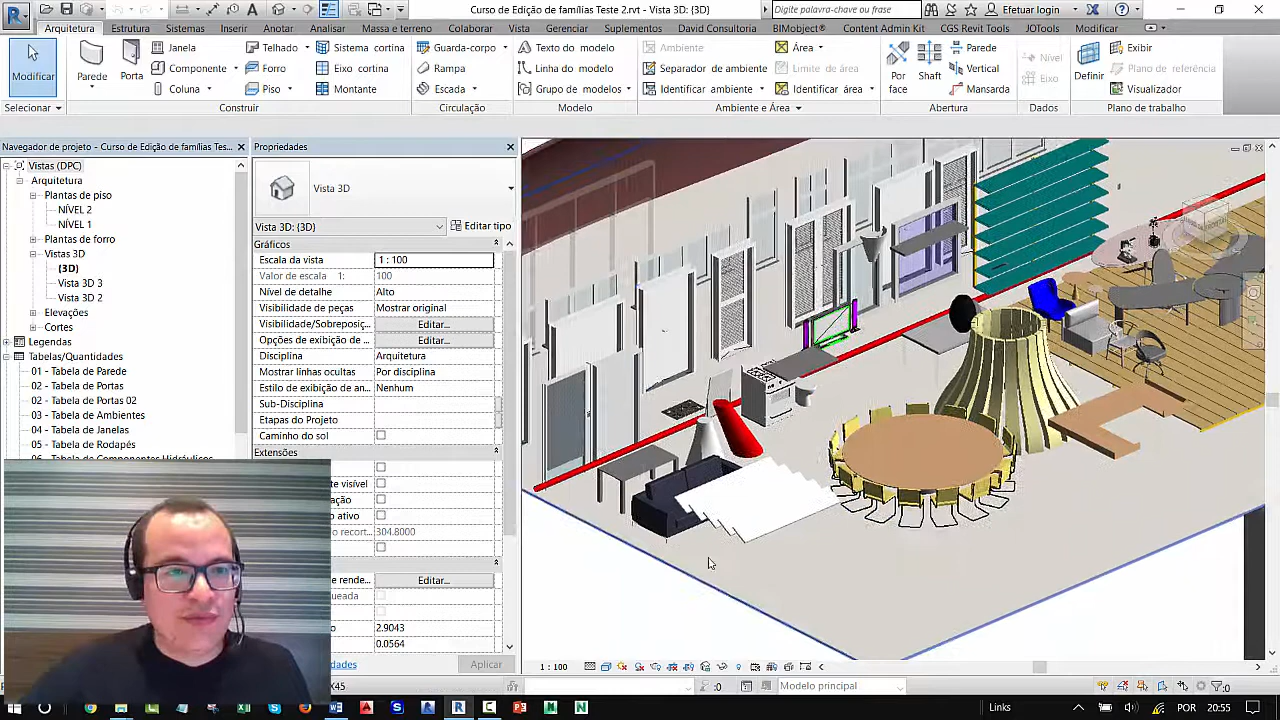 Curso de Edição de famílias Teste 2.rvt - Vista 3D: {3D}
Digite palavra-chave ou frase
Efetuar login
Arquitetura Estrutura Sistemas Inserir Anotar Analisar Massa e terreno Colaborar Vista Gerenciar Suplementos David Consultoria BIMobject® Content Admin Kit CGS Revit Tools JOTools Modificar
Modificar
Parede
Porta
Janela
Componente
Coluna
Telhado
Forro
Piso
Sistema cortina
Eixo cortina
Montante
Guarda-corpo
Rampa
Escada
Texto do modelo
Linha do modelo
Grupo de modelos
Ambiente
Separador de ambiente
Identificar ambiente
Área
Limite de área
Identificar área
Por face
Shaft
Parede
Vertical
Mansarda
Nível
Eixo
Definir
Exibir
Plano de referência
Visualizador
Selecionar
Construir
Circulação
Modelo
Ambiente e Área
Abertura
Dados
Plano de trabalho
Navegador de projeto - Curso de Edição de famílias Tes...
Vistas (DPC)
Arquitetura
Plantas de piso
NÍVEL 2
NÍVEL 1
Plantas de forro
Vistas 3D
{3D}
Vista 3D 3
Vista 3D 2
Elevações
Cortes
Legendas
Tabelas/Quantidades
01 - Tabela de Parede
02 - Tabela de Portas
02 - Tabela de Portas 02
03 - Tabela de Ambientes
04 - Tabela de Janelas
05 - Tabela de Rodapés
06 - Tabela de Componentes Hidráulicos
Propriedades
Vista 3D
Vista 3D: {3D}
Editar tipo
Gráficos
Escala da vista 1 : 100
Valor de escala 1: 100
Nível de detalhe Alto
Visibilidade de peças Mostrar original
Visibilidade/Sobreposiç... Editar...
Opções de exibição de ... Editar...
Disciplina Arquitetura
Mostrar linhas ocultas Por disciplina
Estilo de exibição de an... Nenhum
Sub-Disciplina
Etapas do Projeto
Caminho do sol
Extensões
te visível
ação
o ativo
o recort... 304.8000
de rende... Editar...
queada
o 2.9043
0.0564
dades
Aplicar
1 : 100
X45
:0
Modelo principal
:0
Links
POR
20:55